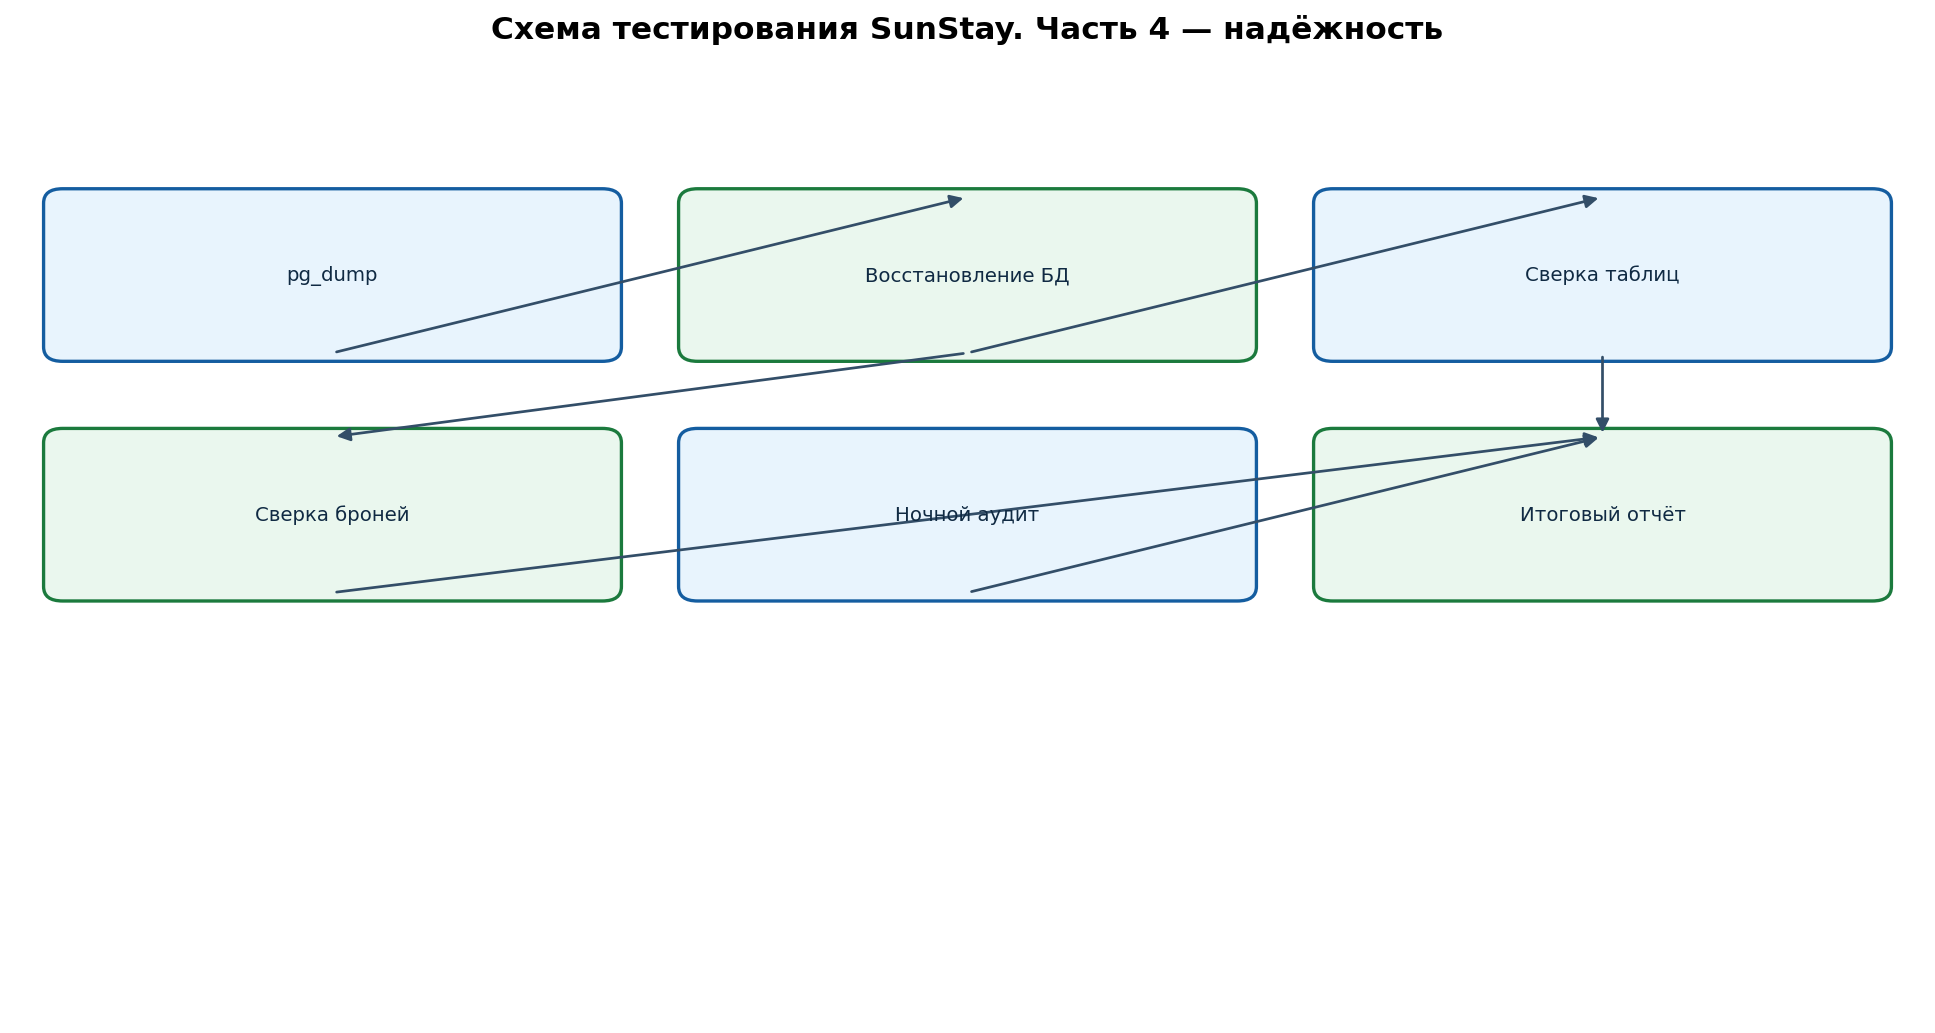 Схема тестирования SunStay. Часть 4 — надёжность
pg_dump
Восстановление БД
Сверка таблиц
Сверка броней
Ночной аудит
Итоговый отчёт